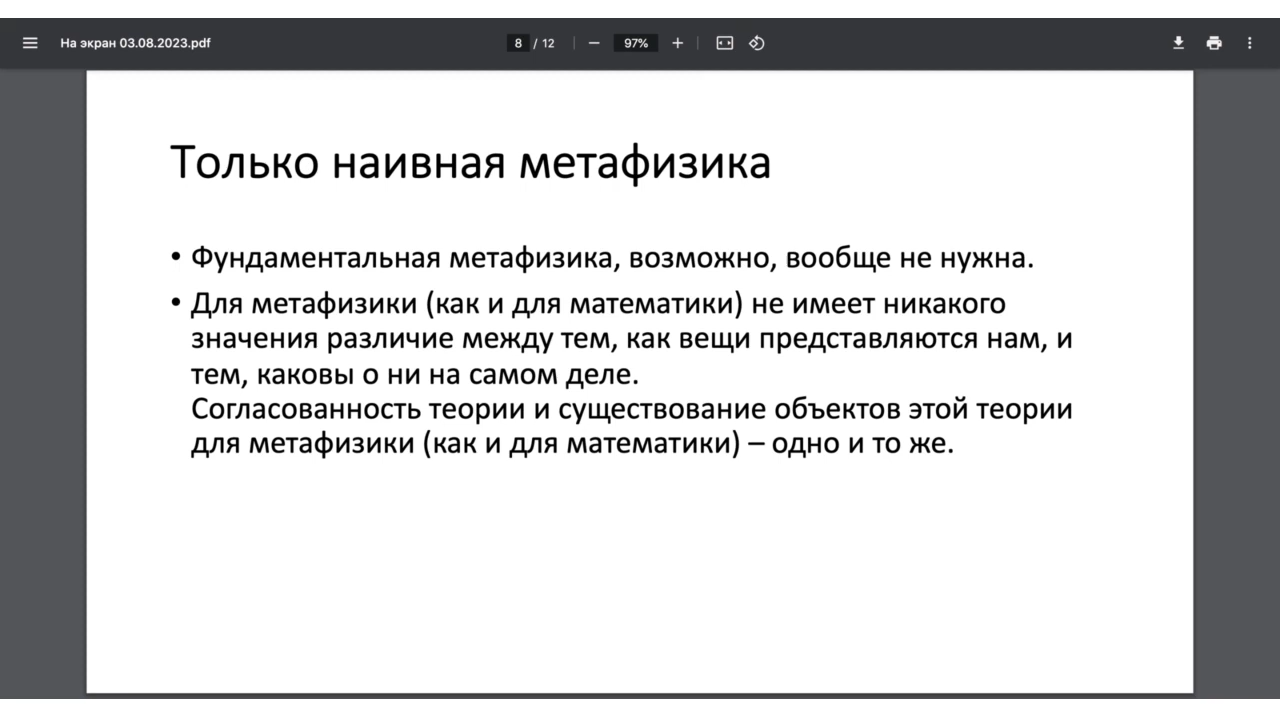 На экран 03.08.2023.pdf
8 / 12
97%
Только наивная метафизика
• Фундаментальная метафизика, возможно, вообще не нужна.
• Для метафизики (как и для математики) не имеет никакого
значения различие между тем, как вещи представляются нам, и
тем, каковы о ни на самом деле.
Согласованность теории и существование объектов этой теории
для метафизики (как и для математики) – одно и то же.